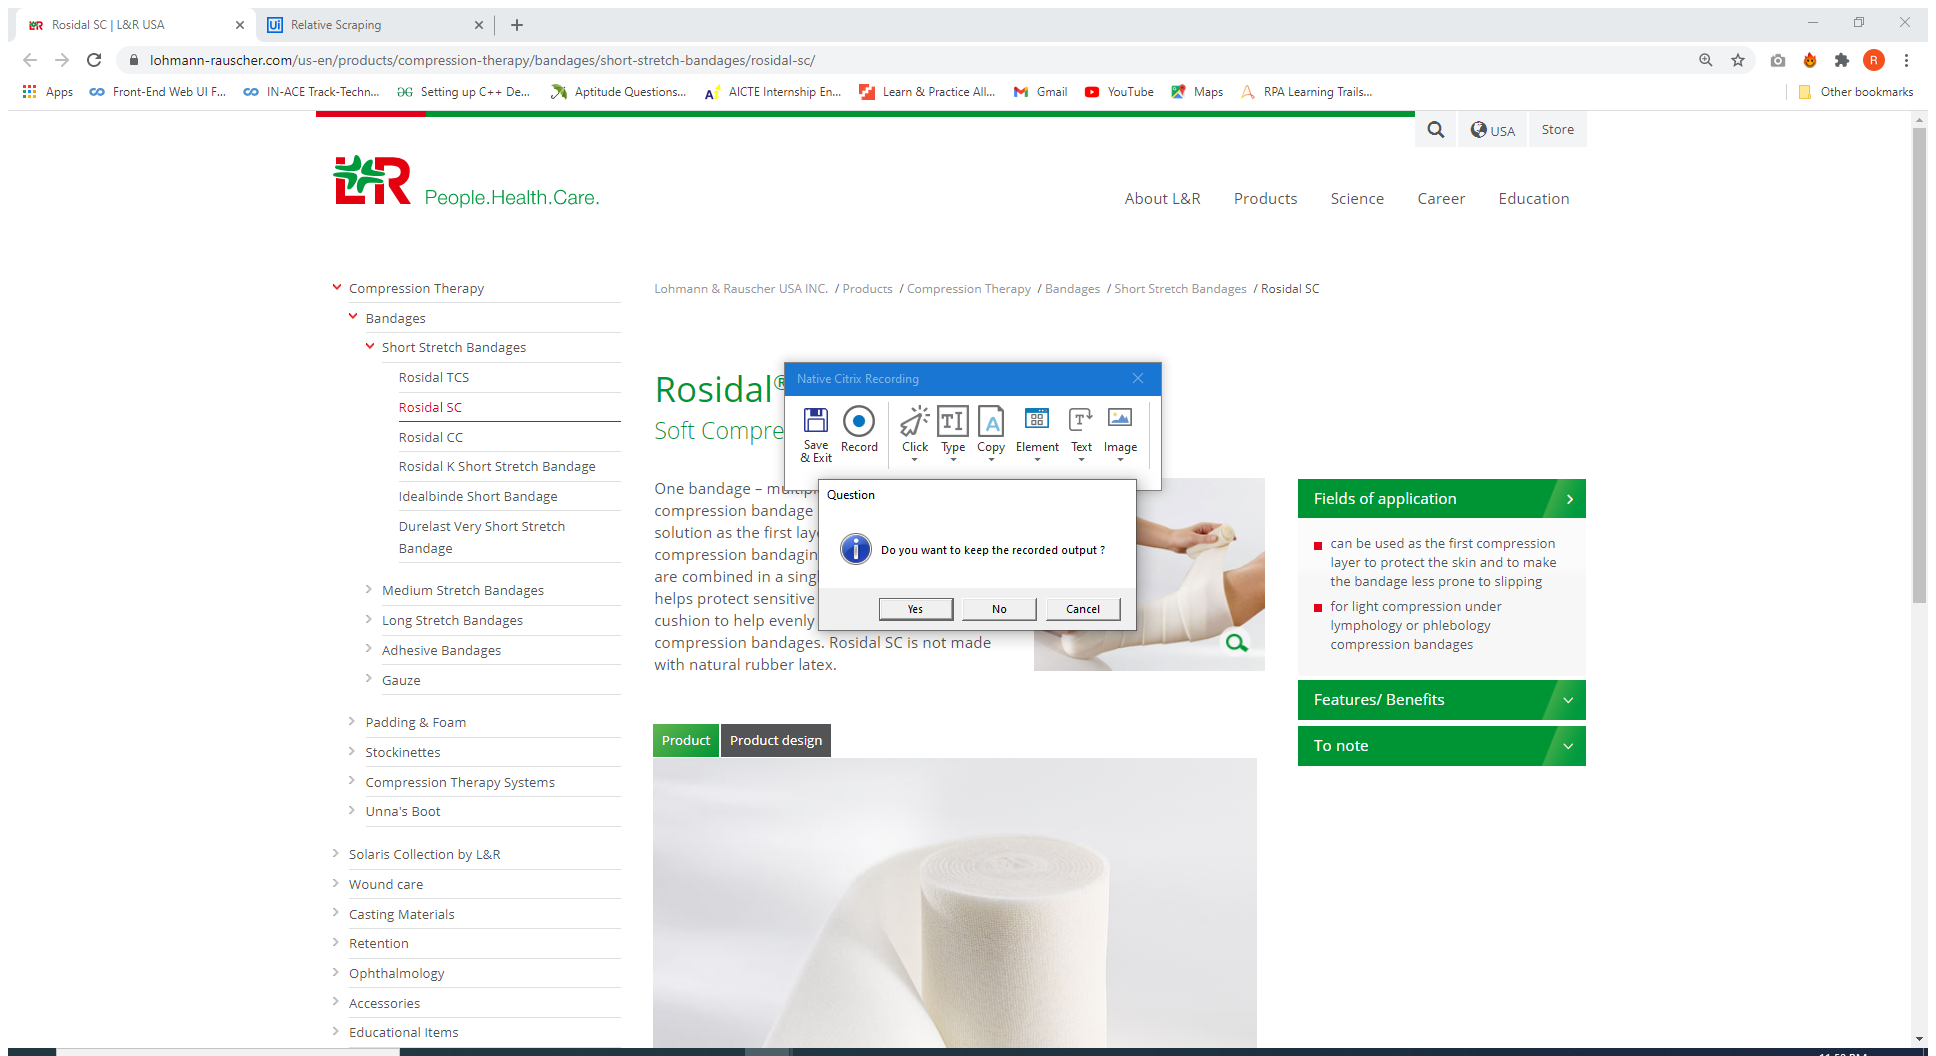 Rosidal SC | L&R USA
Relative Scraping
lohmann-rauscher.com/us-en/products/compression-therapy/bandages/short-stretch-bandages/rosidal-sc/
R
Apps
Front-End Web UI F...
IN-ACE Track-Techn...
Setting up C++ De...
Aptitude Questions...
AICTE Internship En...
Learn & Practice All...
Gmail
YouTube
Maps
RPA Learning Trails...
Other bookmarks
USA
Store
L&R
People.Health.Care.
About L&R
Products
Science
Career
Education
Compression Therapy
Bandages
Short Stretch Bandages
Rosidal TCS
Rosidal SC
Rosidal CC
Rosidal K Short Stretch Bandage
Idealbinde Short Bandage
Durelast Very Short Stretch
Bandage
Medium Stretch Bandages
Long Stretch Bandages
Adhesive Bandages
Gauze
Padding & Foam
Stockinettes
Compression Therapy Systems
Unna's Boot
Solaris Collection by L&R
Wound care
Casting Materials
Retention
Ophthalmology
Accessories
Educational Items
Lohmann & Rauscher USA INC. / Products / Compression Therapy / Bandages / Short Stretch Bandages / Rosidal SC
Rosidal®
Soft Compre
One bandage –
compression bandage
solution as the first
compression
are combined in a
helps protect sensitive
cushion to help evenly
compression bandages. Rosidal SC is not made
with natural rubber latex.
Native Citrix Recording
Save
& Exit
Record
Click
Type
Copy
Element
Text
Image
Question
Do you want to keep the recorded output ?
Yes
No
Cancel
Product
Product design
Fields of application
can be used as the first compression
layer to protect the skin and to make
the bandage less prone to slipping
for light compression under
lymphology or phlebology
compression bandages
Features/ Benefits
To note